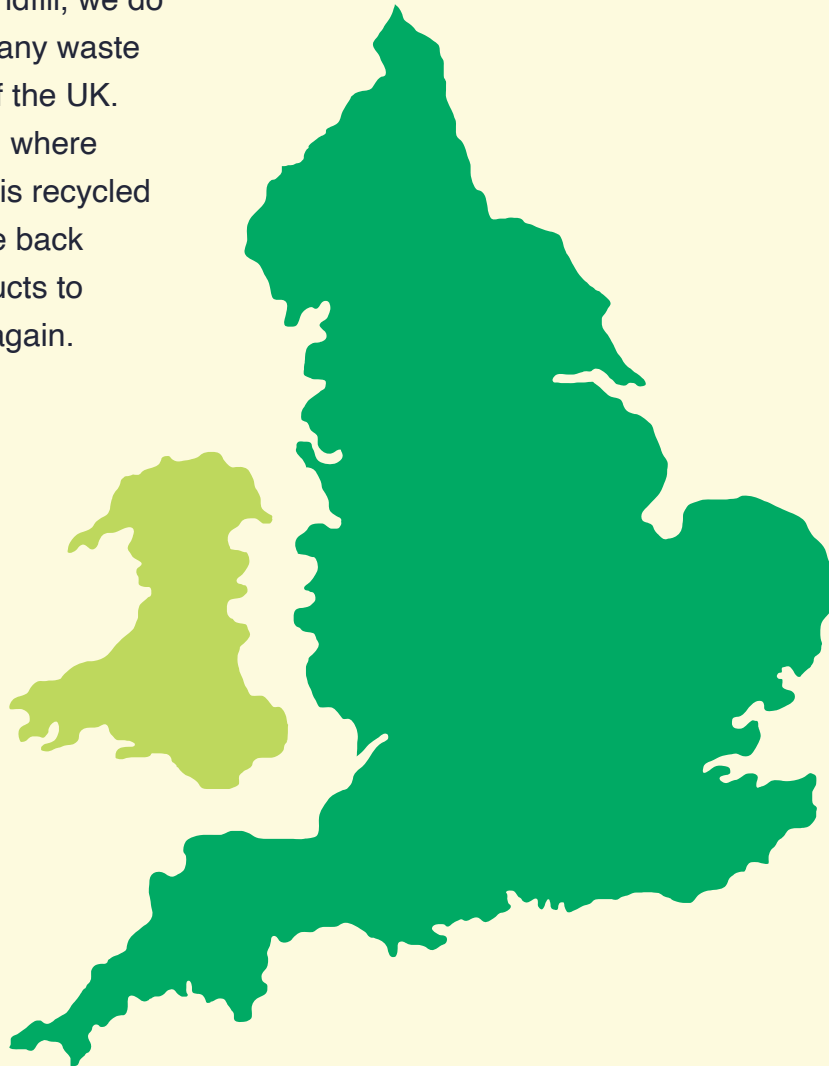 ndfill, we do
any waste
f the UK.
where
is recycled
e back
ucts to
again.